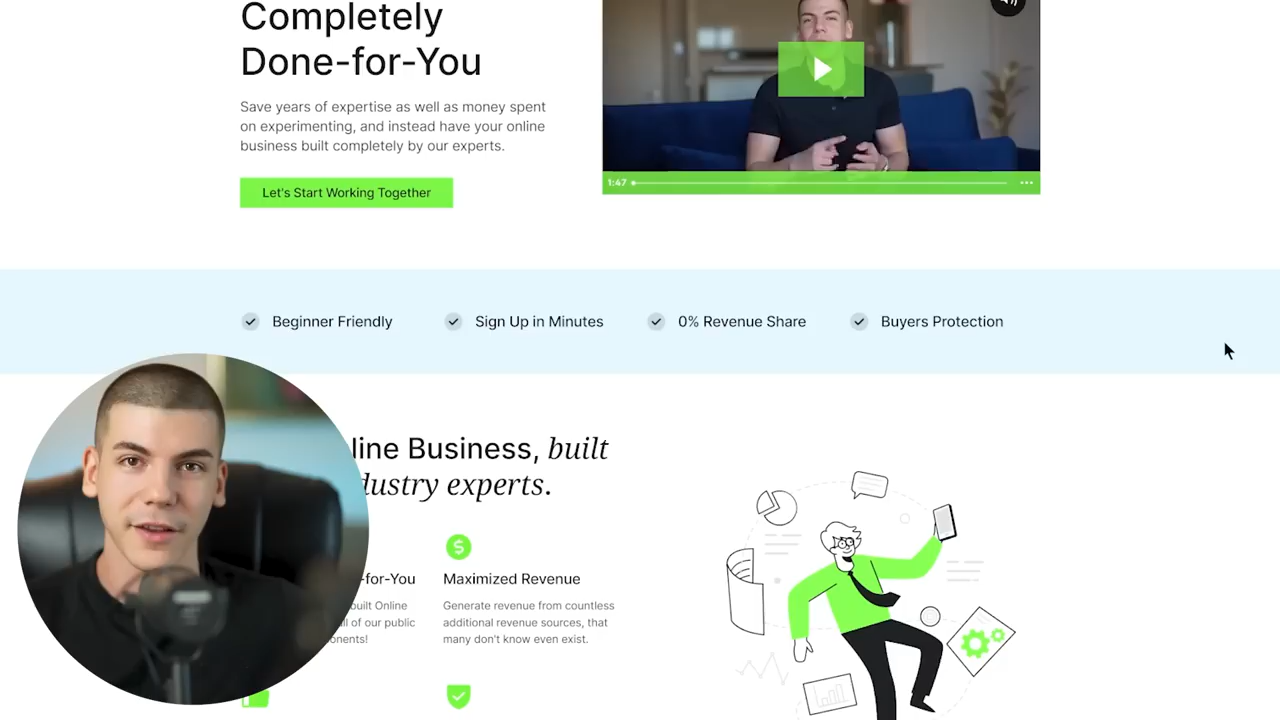 Completely
Done-for-You
Save years of expertise as well as money spent
on experimenting, and instead have your online
business built completely by our experts.
Let's Start Working Together
1:47
Beginner Friendly
Sign Up in Minutes
0% Revenue Share
Buyers Protection
line Business, built
dustry experts.
-for-You
built Online
all of our public
onents!
Maximized Revenue
Generate revenue from countless
additional revenue sources, that
many don't know even exist.